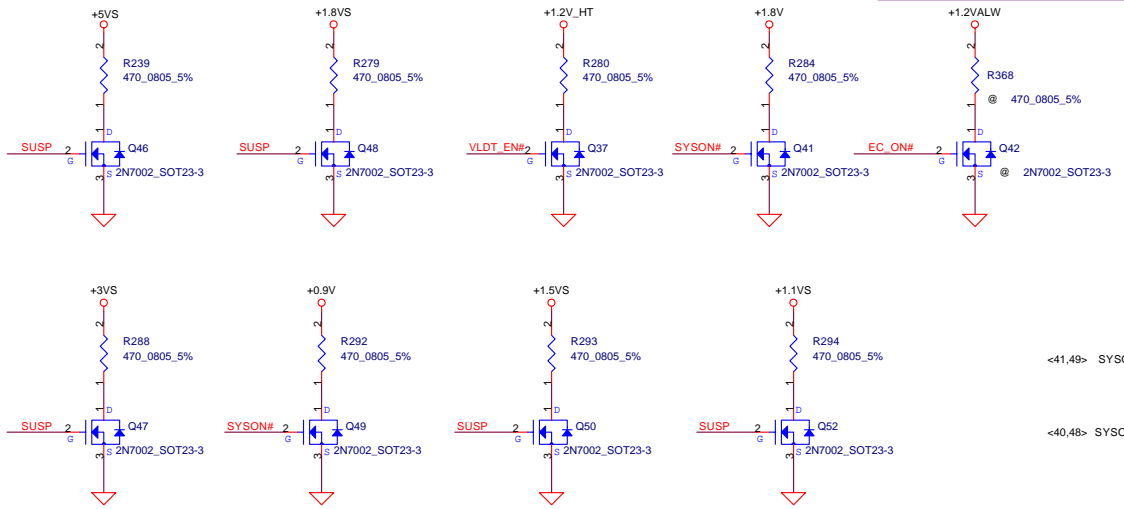 +5VS
2
R239
470_0805_5%
1
1
D
SUSP
2
G
Q46
S
2N7002_SOT23-3
3
+1.8VS
2
R279
470_0805_5%
1
1
D
SUSP
2
G
Q48
S
2N7002_SOT23-3
3
+1.2V_HT
2
R280
470_0805_5%
1
1
D
VLDT_EN#
2
G
Q37
S
2N7002_SOT23-3
3
+1.8V
2
R284
470_0805_5%
1
1
D
SYSON#
2
G
Q41
S
2N7002_SOT23-3
3
+1.2VALW
2
R368
@ 470_0805_5%
1
1
D
EC_ON#
2
G
Q42
S
@ 2N7002_SOT23-3
3
+3VS
2
R288
470_0805_5%
1
1
D
SUSP
2
G
Q47
S
2N7002_SOT23-3
3
+0.9V
2
R292
470_0805_5%
1
1
D
SYSON#
2
G
Q49
S
2N7002_SOT23-3
3
+1.5VS
2
R293
470_0805_5%
1
1
D
SUSP
2
G
Q50
S
2N7002_SOT23-3
3
+1.1VS
2
R294
470_0805_5%
1
1
D
SUSP
2
G
Q52
S
2N7002_SOT23-3
3
<41,49>
<40,48>